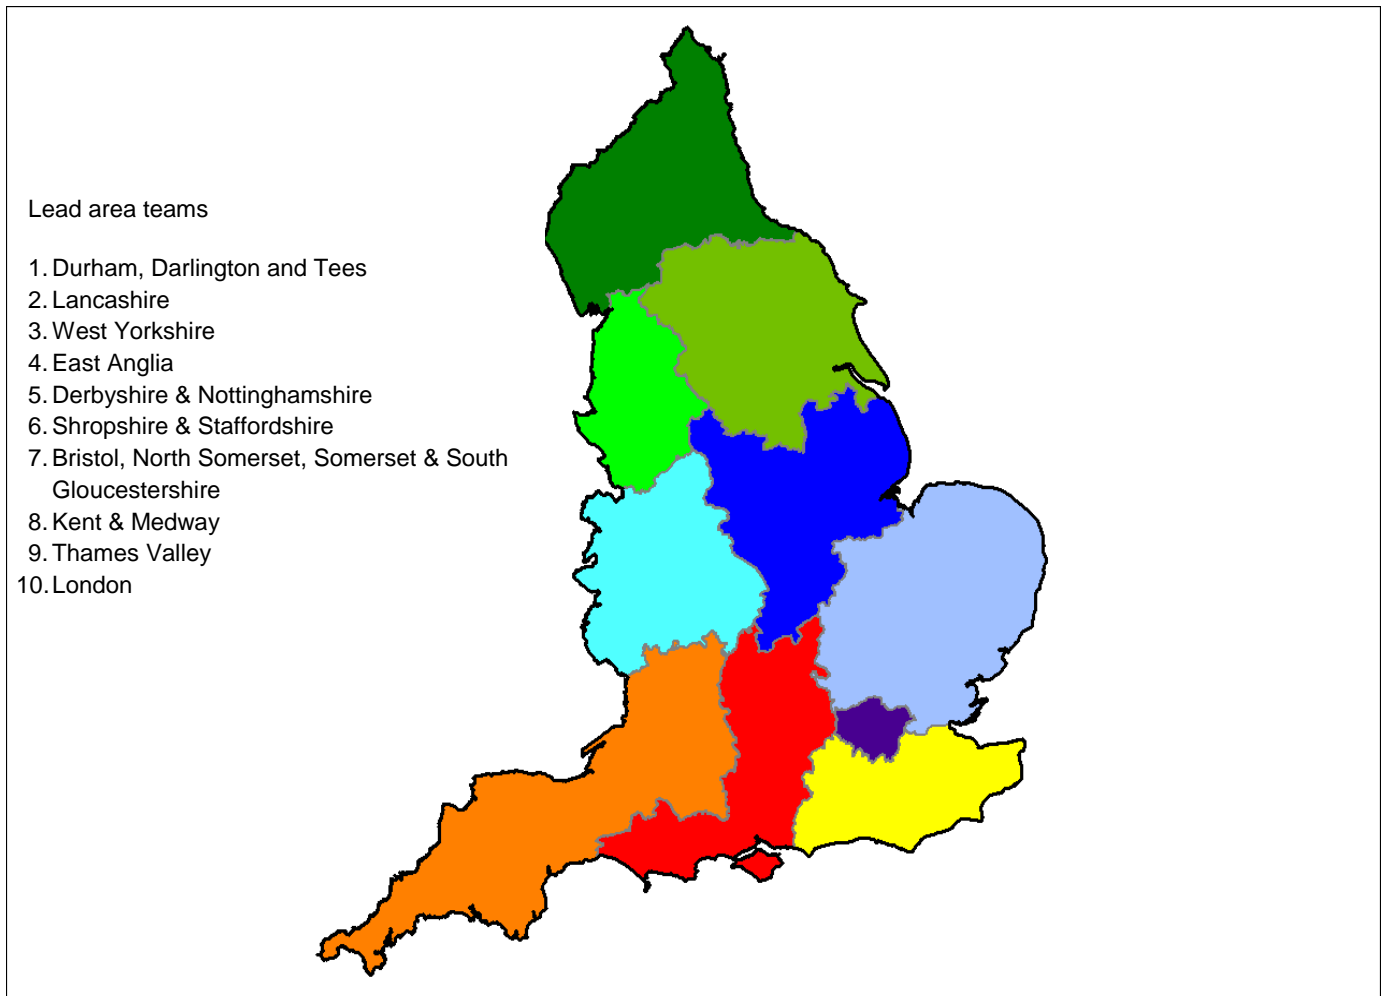 Lead area teams
1. Durham, Darlington and Tees
2. Lancashire
3. West Yorkshire
4. East Anglia
5. Derbyshire & Nottinghamshire
6. Shropshire & Staffordshire
7. Bristol, North Somerset, Somerset & South
Gloucestershire
8. Kent & Medway
9. Thames Valley
10. London